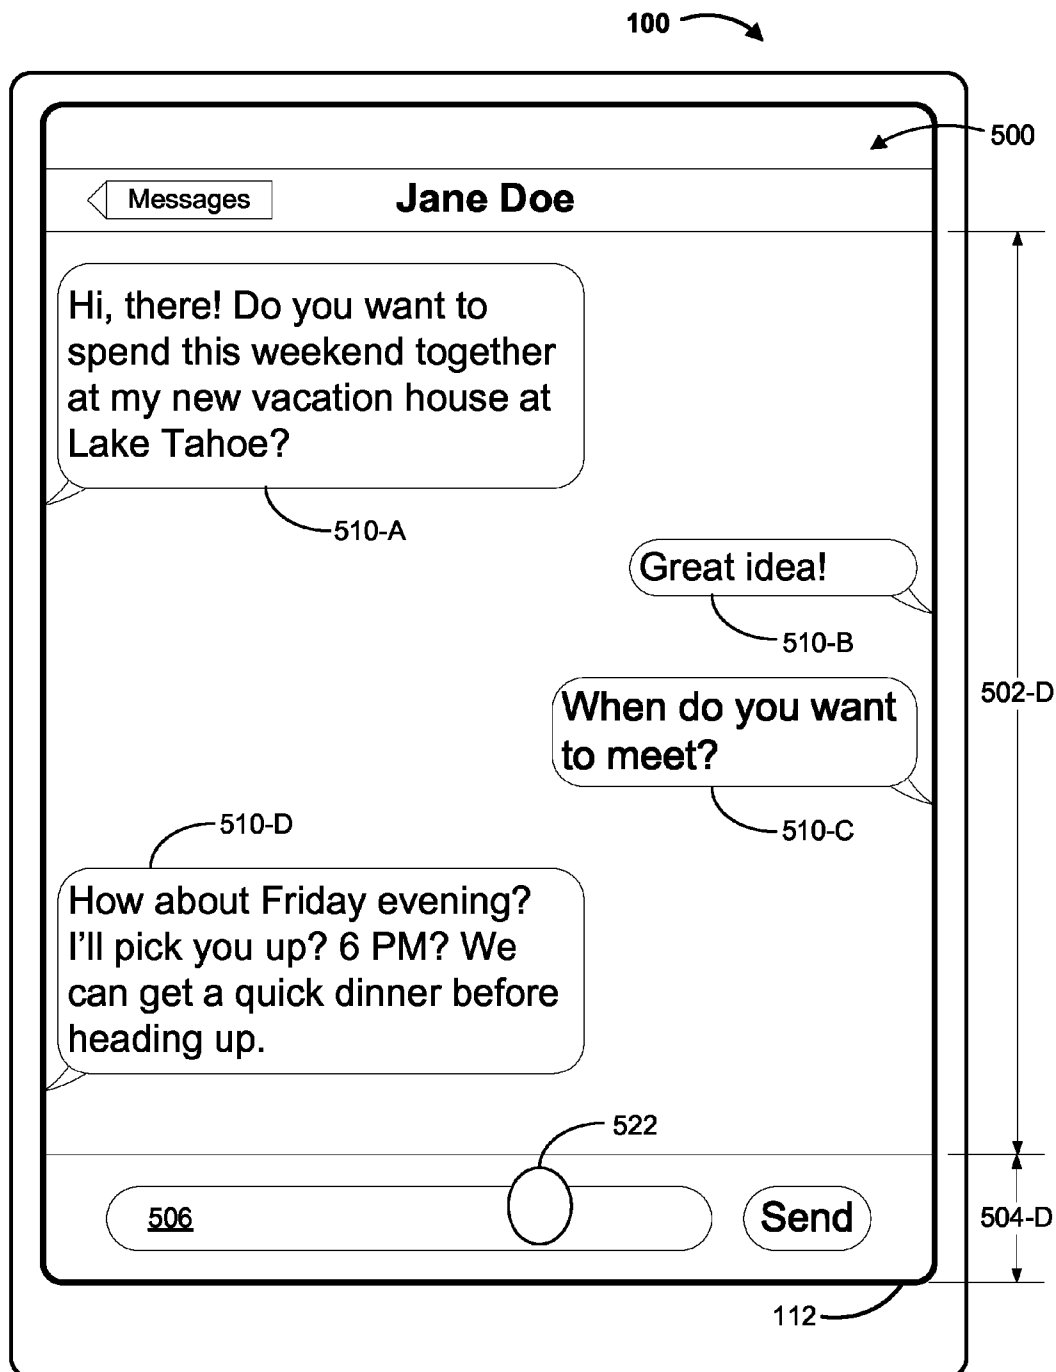 100
500
Messages
Jane Doe
Hi, there! Do you want to
spend this weekend together
at my new vacation house at
Lake Tahoe?
510-A
Great idea!
510-B
502-D
When do you want
to meet?
510-C
510-D
How about Friday evening?
I'll pick you up? 6 PM? We
can get a quick dinner before
heading up.
522
506
Send
504-D
112